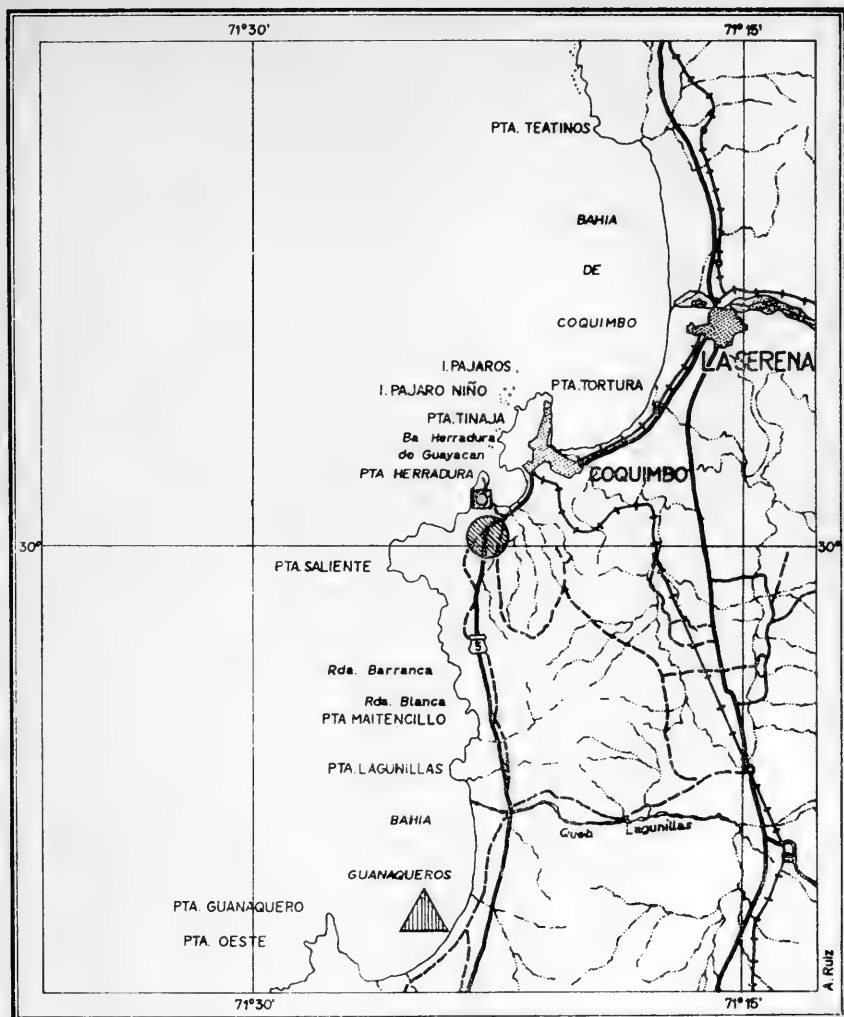 71°30'
71°15'
PTA. TEATINOS
BAHIA
DE
COQUIMBO
LA SERENA
I. PAJAROS
I. PAJARO NIÑO
PTA. TORTURA
PTA. TINAJA
Ba Herradura
de Guayacan
COQUIMBO
PTA HERRADURA
30°
30°
PTA. SALIENTE
5
Rda. Barranca
Rda. Blanca
PTA MAITENCILLO
PTA. LAGUNILLAS
BAHIA
Queb. Lagunillas
GUANAQUEROS
PTA. GUANAQUERO
PTA. OESTE
A. Ruiz
71°30'
71°15'